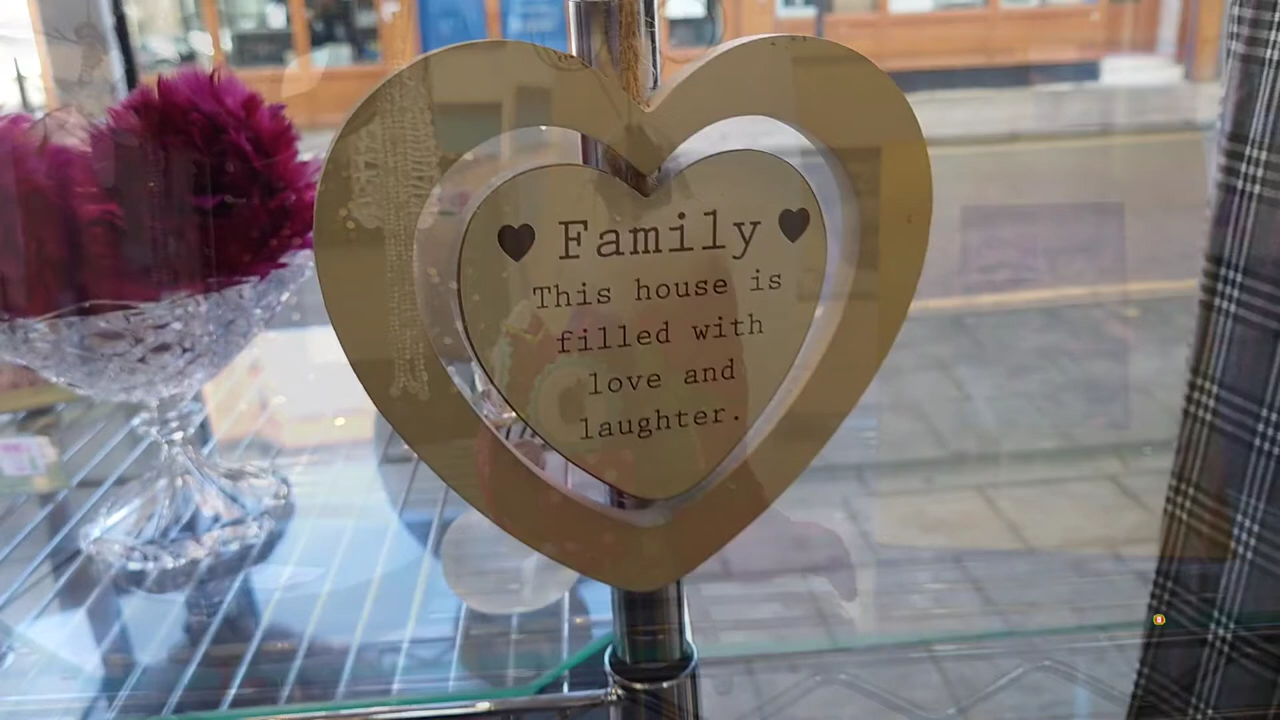 ♥ Family ♥
This house is
filled with
love and
laughter.